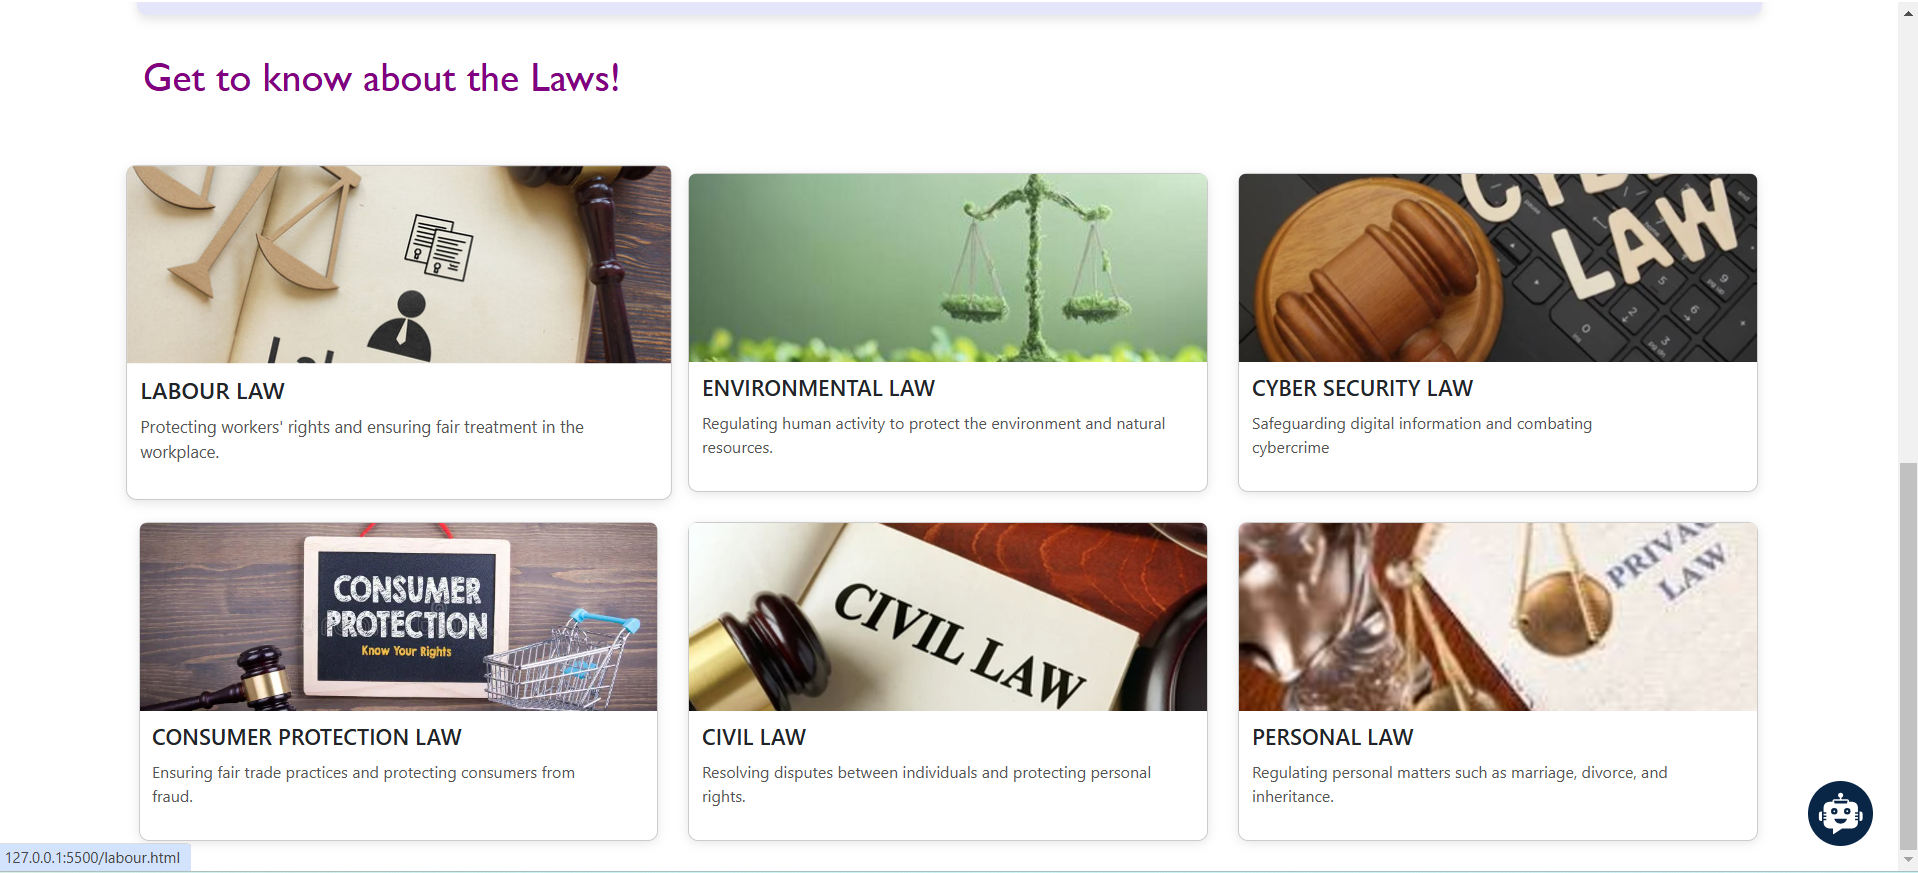 Get to know about the Laws!
CYBE
LAW
LABOUR LAW
Protecting workers' rights and ensuring fair treatment in the
workplace.
ENVIRONMENTAL LAW
Regulating human activity to protect the environment and natural
resources.
CYBER SECURITY LAW
Safeguarding digital information and combating
cybercrime
CONSUMER
PROTECTION
Know Your Rights
CIVIL LAW
PRIVA
LAW
CONSUMER PROTECTION LAW
Ensuring fair trade practices and protecting consumers from
fraud.
CIVIL LAW
Resolving disputes between individuals and protecting personal
rights.
PERSONAL LAW
Regulating personal matters such as marriage, divorce, and
inheritance.
127.0.0.1:5500/labour.html